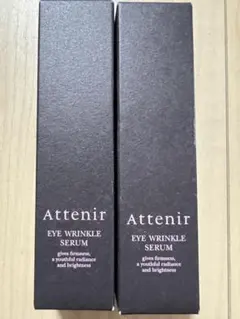 Attenir
EYE WRINKLE
SERUM
gives firmness,
a youthful radiance
and brightness
Attenir
EYE WRINKLE
SERUM
gives firmness,
a youthful radiance
and brightness